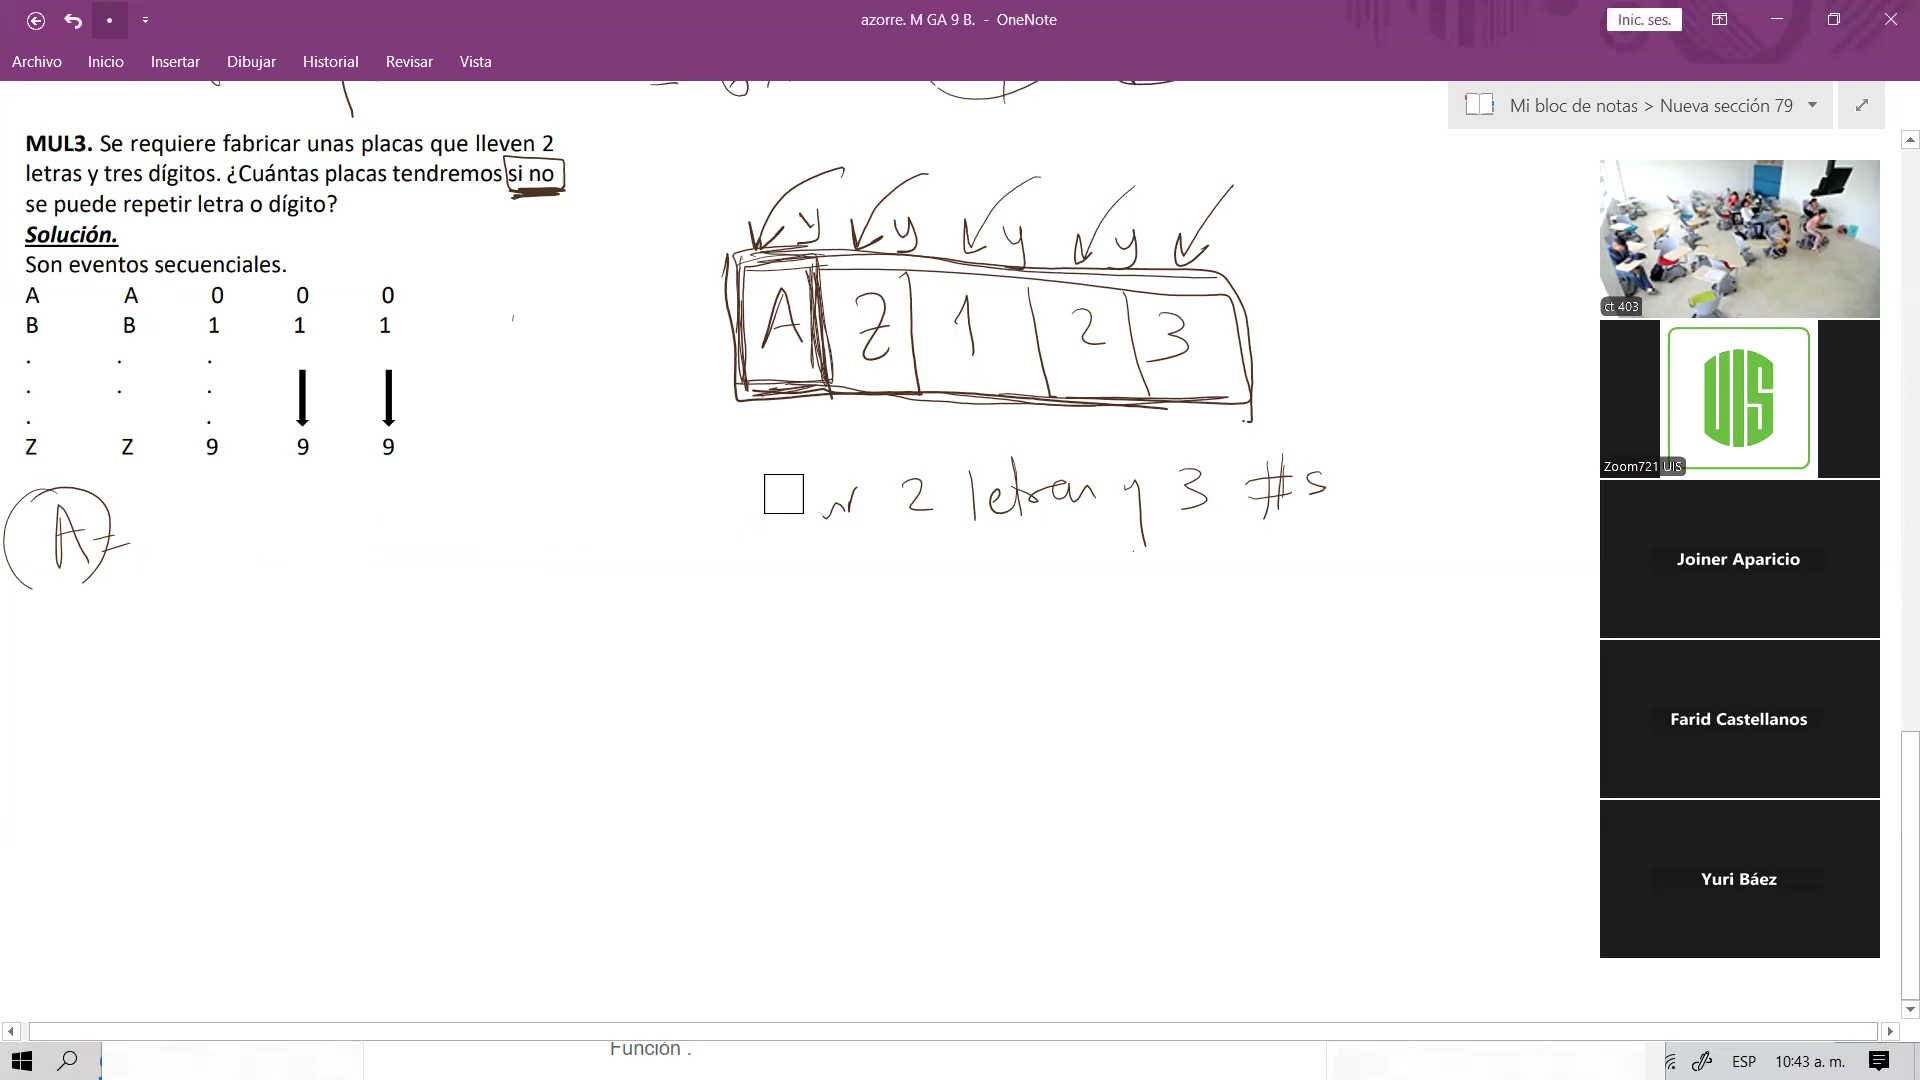 azorre. M GA 9 B. - OneNote
Inic. ses.
Archivo Inicio Insertar Dibujar Historial Revisar Vista
Mi bloc de notas > Nueva sección 79
MUL3. Se requiere fabricar unas placas que lleven 2
letras y tres dígitos. ¿Cuántas placas tendremos si no
se puede repetir letra o dígito?
Solución.
Son eventos secuenciales.
A A 0 0 0
B B 1 1 1
. . .
. . .
. .
Z Z 9 9 9
y y y y
A Z 1 2 3
2 letras y 3 #s
A
ct 403
UIS
Zoom721 UIS
Joiner Aparicio
Farid Castellanos
Yuri Báez
Función .
ESP 10:43 a. m.